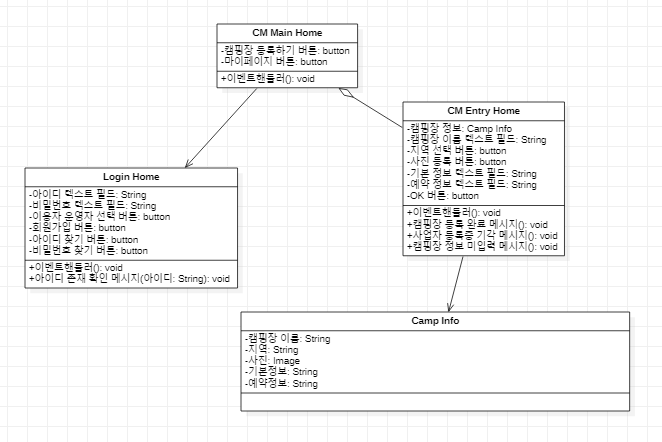 CM Main Home
-캠핑장 등록하기 버튼: button
-마이페이지 버튼: button
+이벤트핸들러(): void
CM Entry Home
-캠핑장 정보: Camp Info
-캠핑장 이름 텍스트 필드: String
-지역 선택 버튼: button
-사진 등록 버튼: button
-기본 정보 텍스트 필드: String
-예약 정보 텍스트 필드: String
-OK 버튼: button
+이벤트핸들러(): void
+캠핑장 등록 완료 메시지(): void
+사업자 등록증 기각 메시지(): void
+캠핑장 정보 미입력 메시지(): void
Login Home
-아이디 텍스트 필드: String
-비밀번호 텍스트 필드: String
-이용자 운영자 선택 버튼: button
-회원가입 버튼: button
-아이디 찾기 버튼: button
-비밀번호 찾기 버튼: button
+이벤트핸들러(): void
+아이디 존재 확인 메시지(아이디: String): void
Camp Info
-캠핑장 이름: String
-지역: String
-사진: Image
-기본정보: String
-예약정보: String